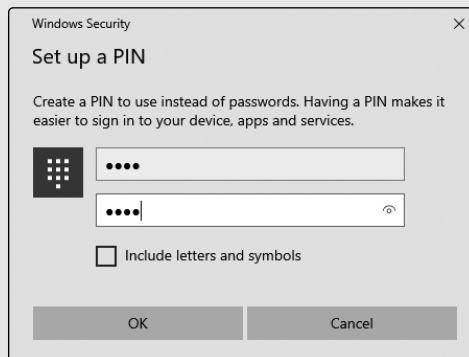 Windows Security
Set up a PIN
Create a PIN to use instead of passwords. Having a PIN makes it
easier to sign in to your device, apps and services.
●●●●
●●●●
Include letters and symbols
OK
Cancel